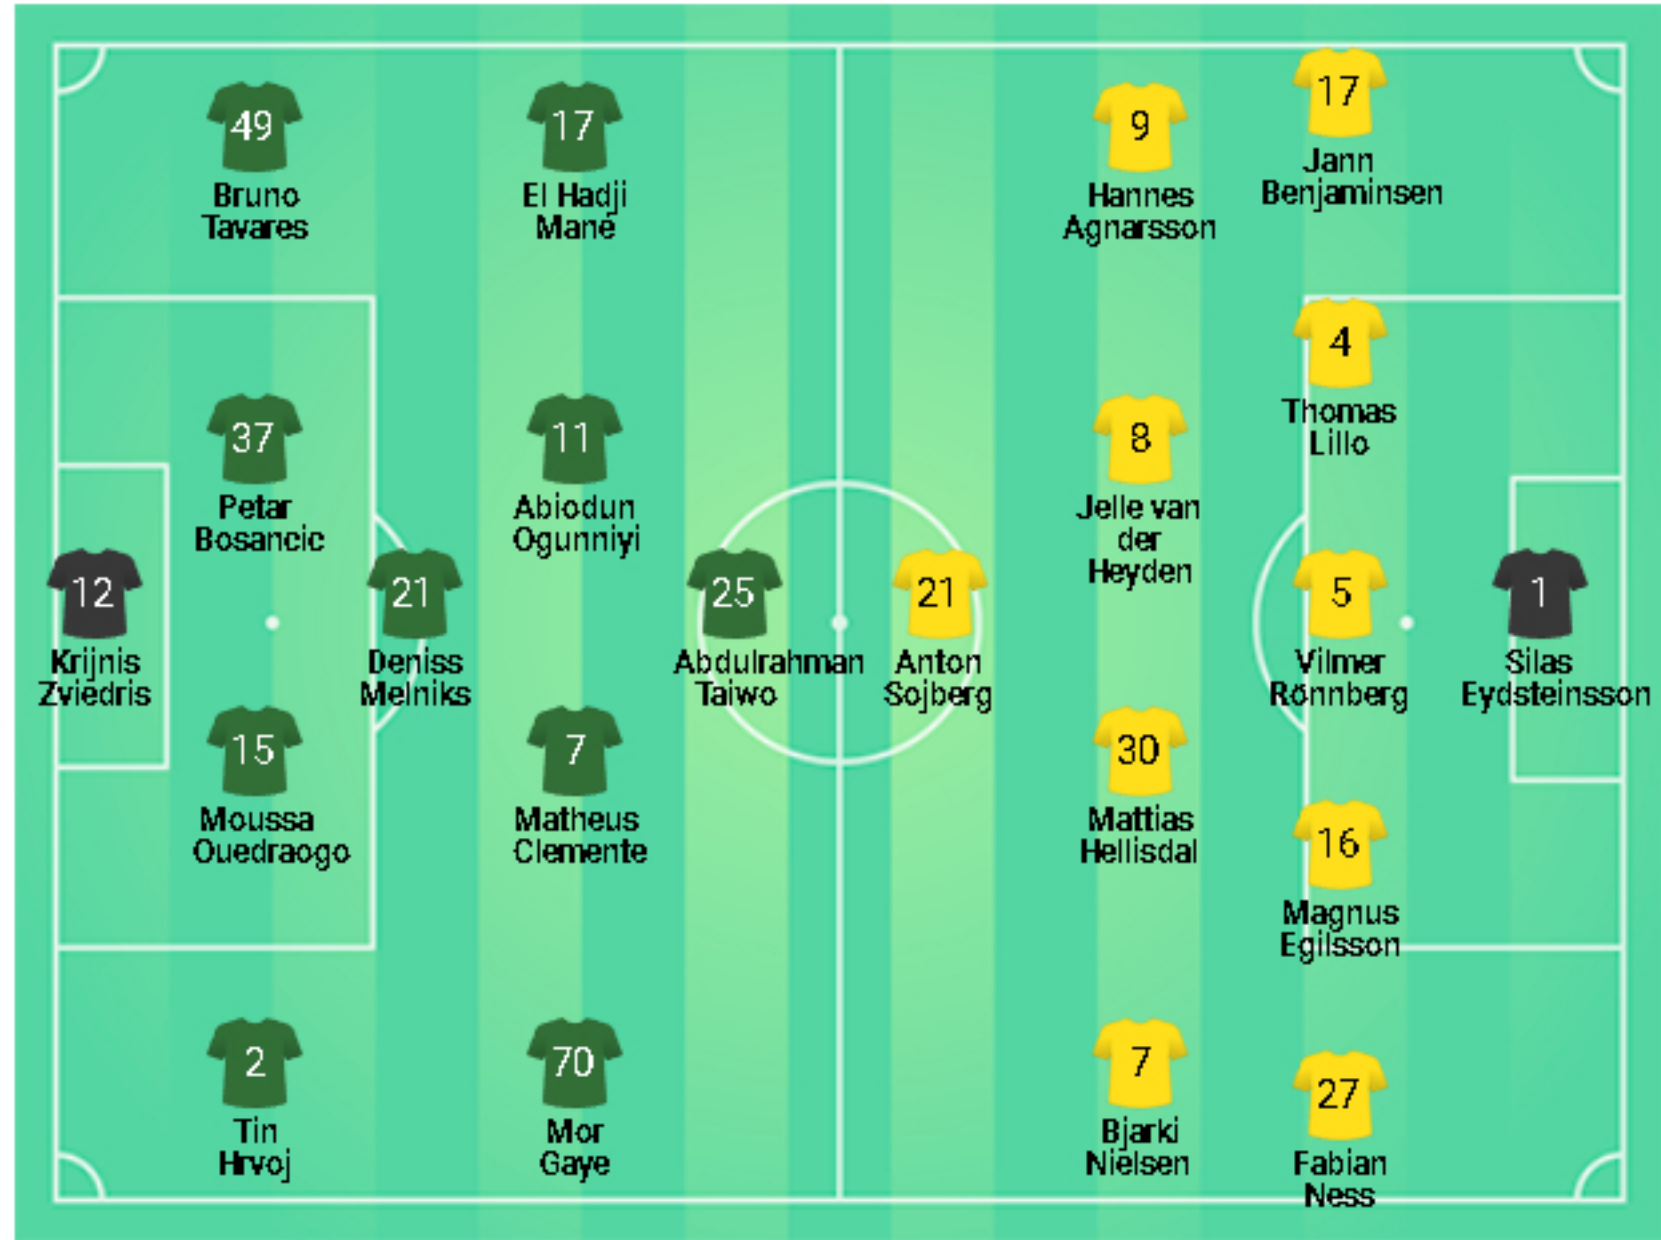 49
Bruno
Tavares
37
Petar
Bosancic
15
Moussa
Ouedraogo
2
Tin
Hrvoj
12
Krijnis
Zviedris
21
Deniss
Melniks
17
El Hadji
Mané
11
Abiodun
Ogunniyi
7
Matheus
Clemente
70
Mor
Gaye
25
Abdulrahman
Taiwo
21
Anton
Sojberg
9
Hannes
Agnarsson
8
Jelle van
der
Heyden
30
Mattias
Hellisdal
7
Bjarki
Nielsen
17
Jann
Benjaminsen
4
Thomas
Lillo
5
Vilmer
Rönnberg
16
Magnus
Egilsson
27
Fabian
Ness
1
Silas
Eydsteinsson